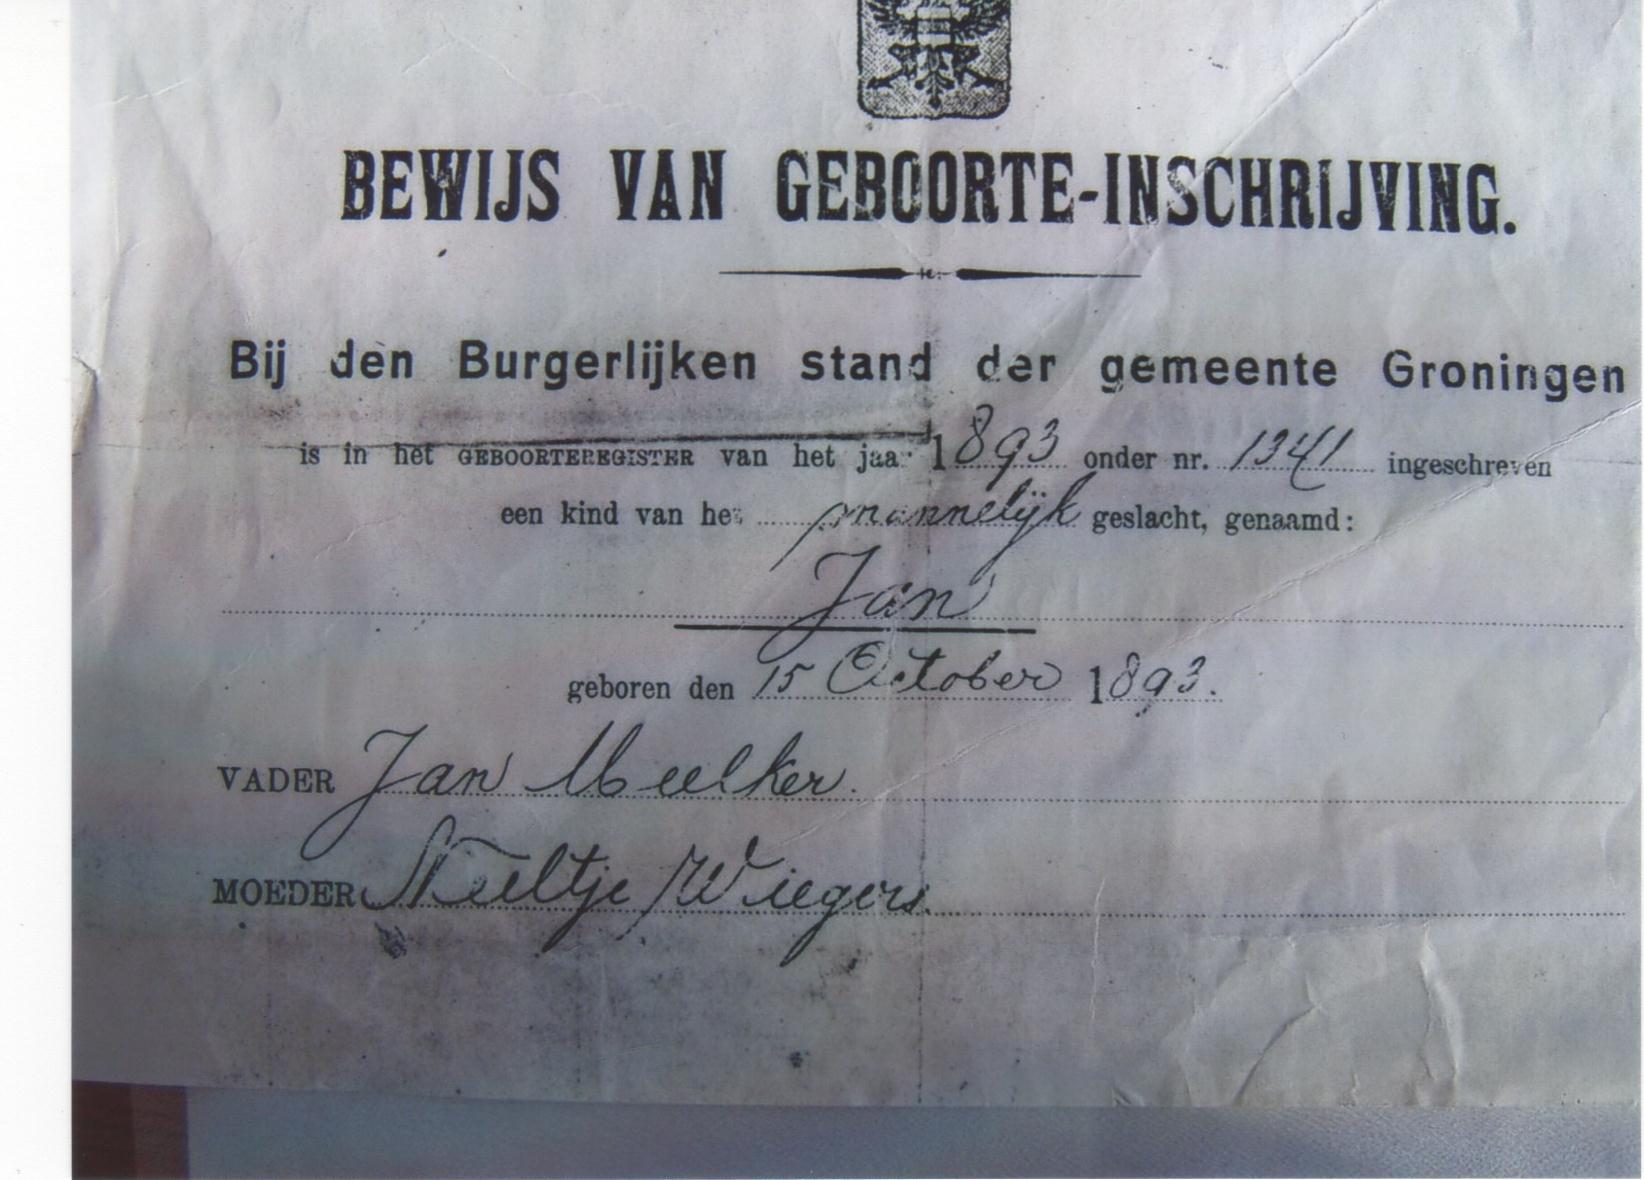 BEWIJS VAN GEBOORTE-INSCHRIJVING.
Bij den Burgerlijken stand der gemeente Groningen
is in het GEBOORTEREGISTER van het jaar 1893 onder nr. 1341 ingeschreven
een kind van het mannelijk geslacht, genaamd:
Jan
geboren den 15 October 1893.
VADER Jan Meelker.
MOEDER Neeltje Wiegers.